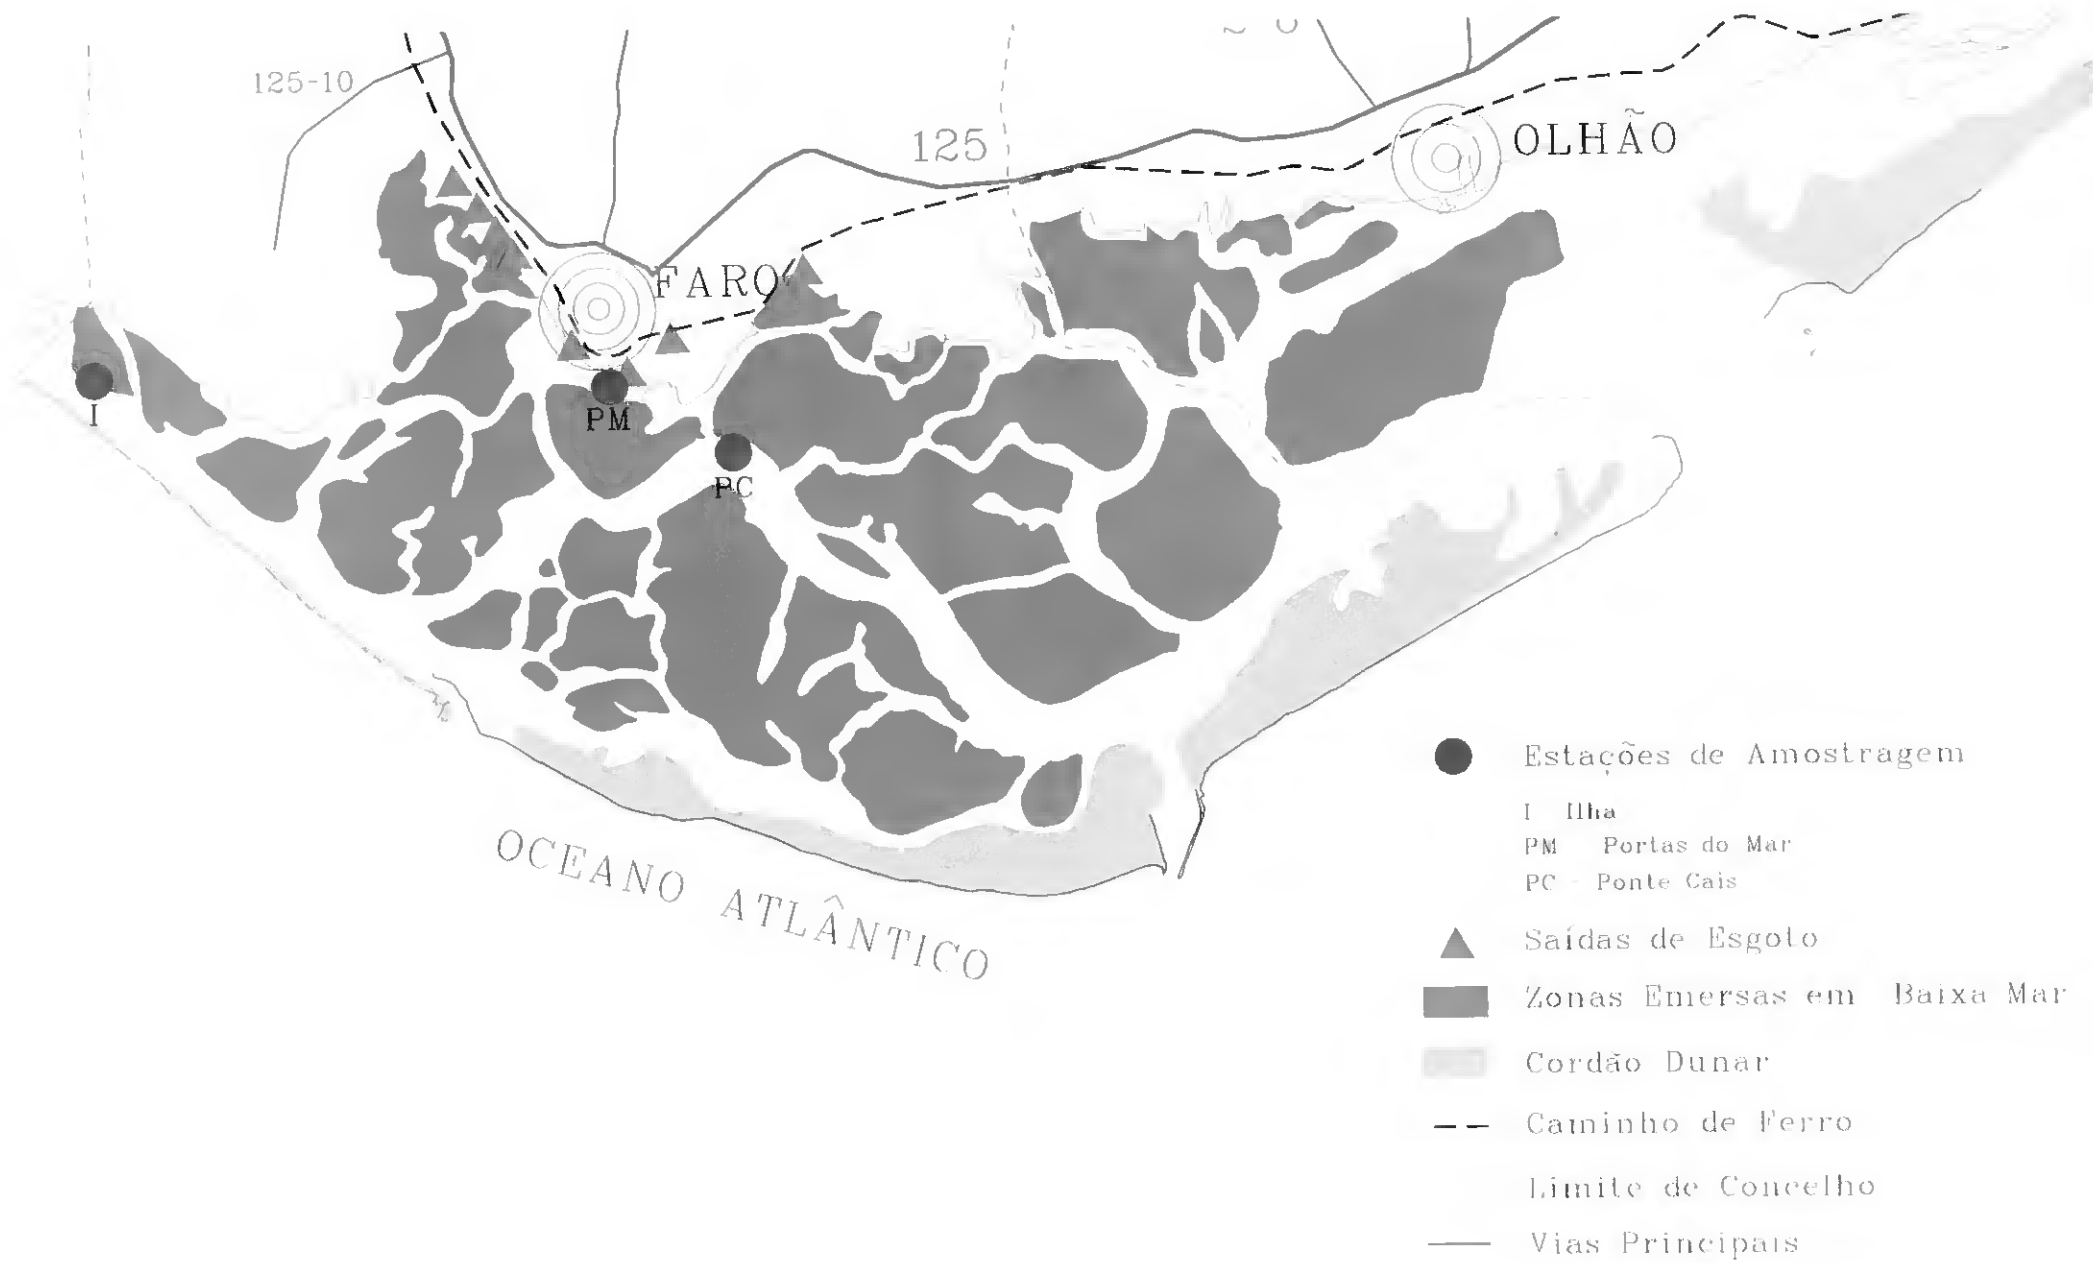 125-10
125
OLHÃO
FARO
I
PM
PC
OCEANO ATLÂNTICO
Estações de Amostragem
I Ilha
PM Portas do Mar
PC - Ponte Cais
Saídas de Esgoto
Zonas Emersas em Baixa Mar
Cordão Dunar
Caminho de Ferro
Limite de Concelho
Vias Principais